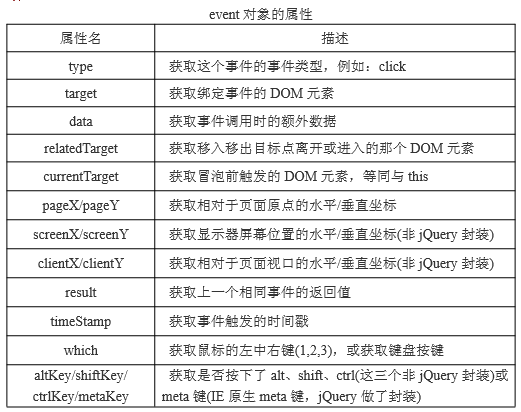 event 对象的属性
属性名 描述
type 获取这个事件的事件类型，例如：click
target 获取绑定事件的 DOM 元素
data 获取事件调用时的额外数据
relatedTarget 获取移入移出目标点离开或进入的那个 DOM 元素
currentTarget 获取冒泡前触发的 DOM 元素，等同与 this
pageX/pageY 获取相对于页面原点的水平/垂直坐标
screenX/screenY 获取显示器屏幕位置的水平/垂直坐标(非 jQuery 封装)
clientX/clientY 获取相对于页面视口的水平/垂直坐标(非 jQuery 封装)
result 获取上一个相同事件的返回值
timeStamp 获取事件触发的时间戳
which 获取鼠标的左中右键(1,2,3)，或获取键盘按键
altKey/shiftKey/ 获取是否按下了 alt、shift、ctrl(这三个非 jQuery 封装)或
ctrlKey/metaKey meta 键(IE 原生 meta 键，jQuery 做了封装)